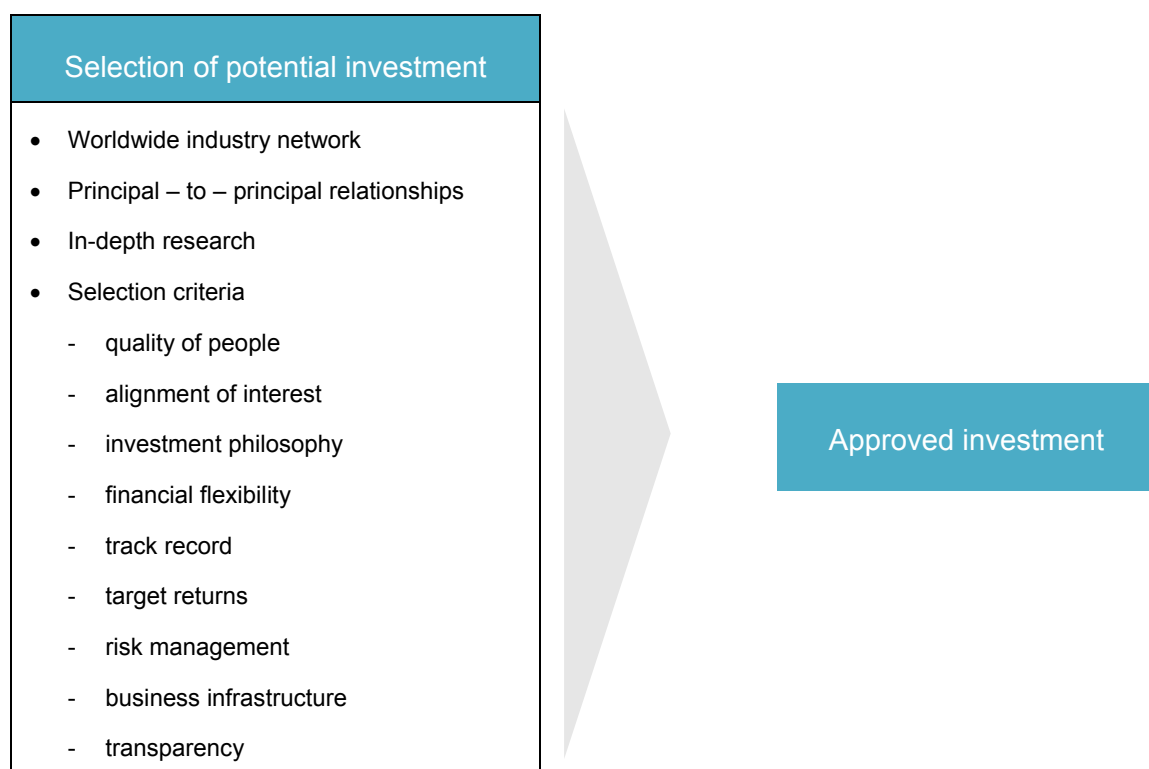 Selection of potential investment
• Worldwide industry network
• Principal – to – principal relationships
• In-depth research
• Selection criteria
- quality of people
- alignment of interest
- investment philosophy
- financial flexibility
- track record
- target returns
- risk management
- business infrastructure
- transparency
Approved investment